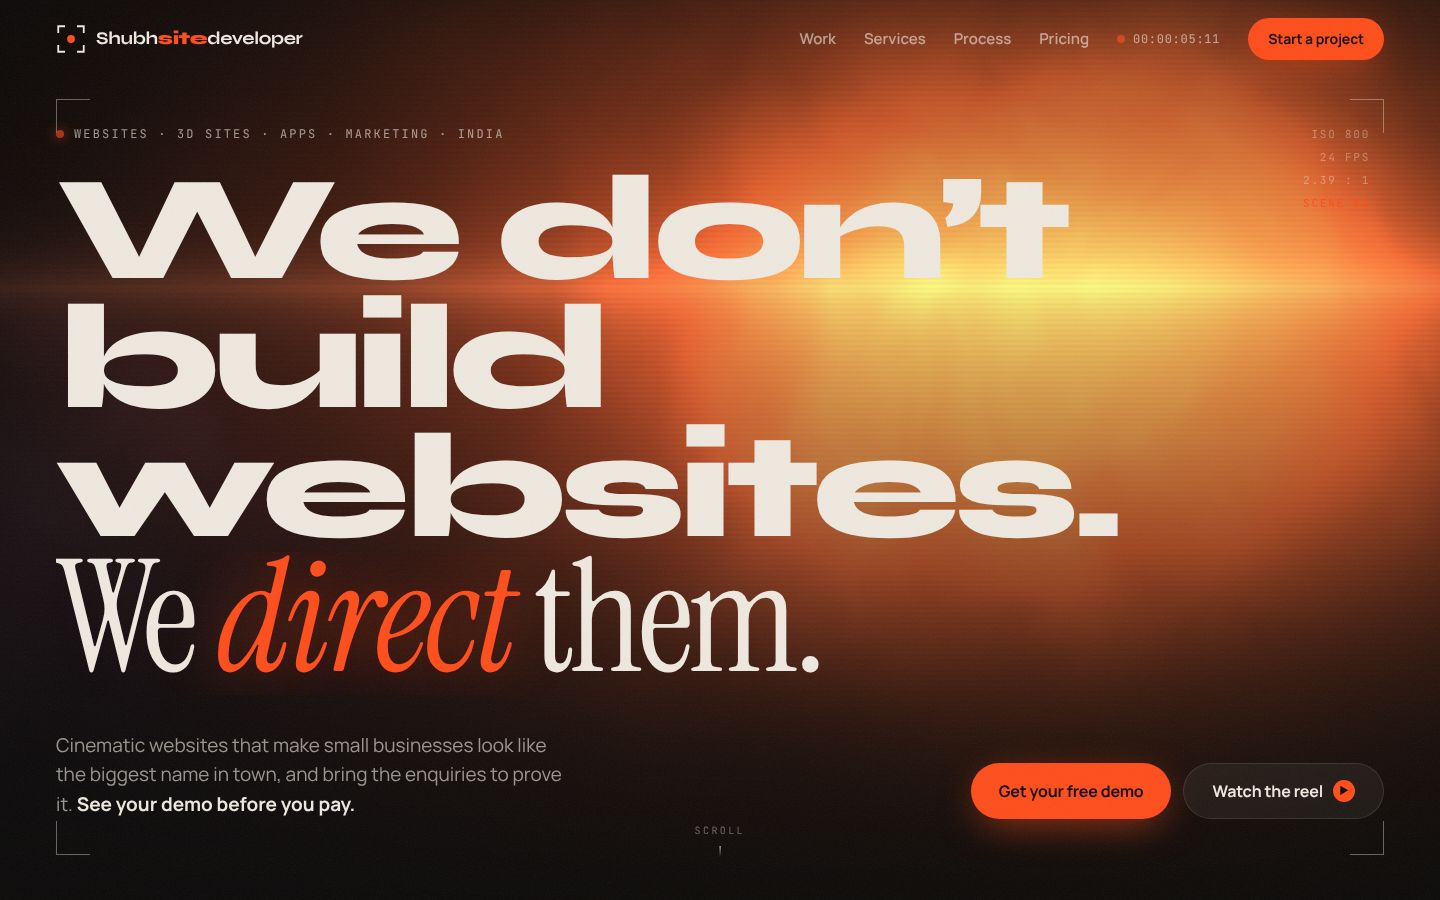 Shubhsitedeveloper
Work Services Process Pricing 00:00:05:11 Start a project
WEBSITES · 3D SITES · APPS · MARKETING · INDIA
ISO 800
24 FPS
2.39 : 1
SCENE
We don’t
build
websites.
We direct them.
Cinematic websites that make small businesses look like
the biggest name in town, and bring the enquiries to prove
it. See your demo before you pay.
Get your free demo
Watch the reel
SCROLL